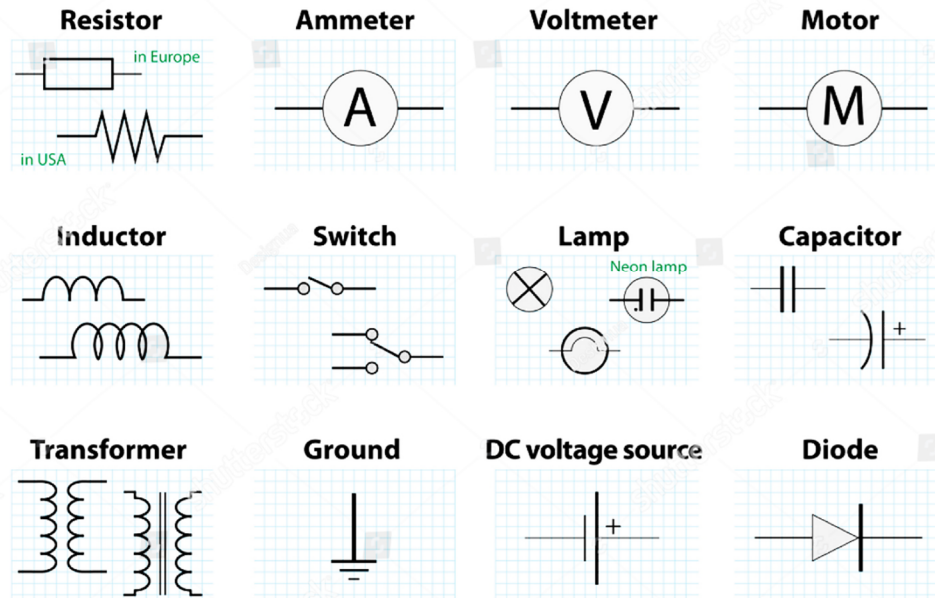 Resistor
Ammeter
Voltmeter
Motor
in Europe
in USA
A
V
M
Inductor
Switch
Lamp
Capacitor
Neon lamp
+
Transformer
Ground
DC voltage source
Diode
+